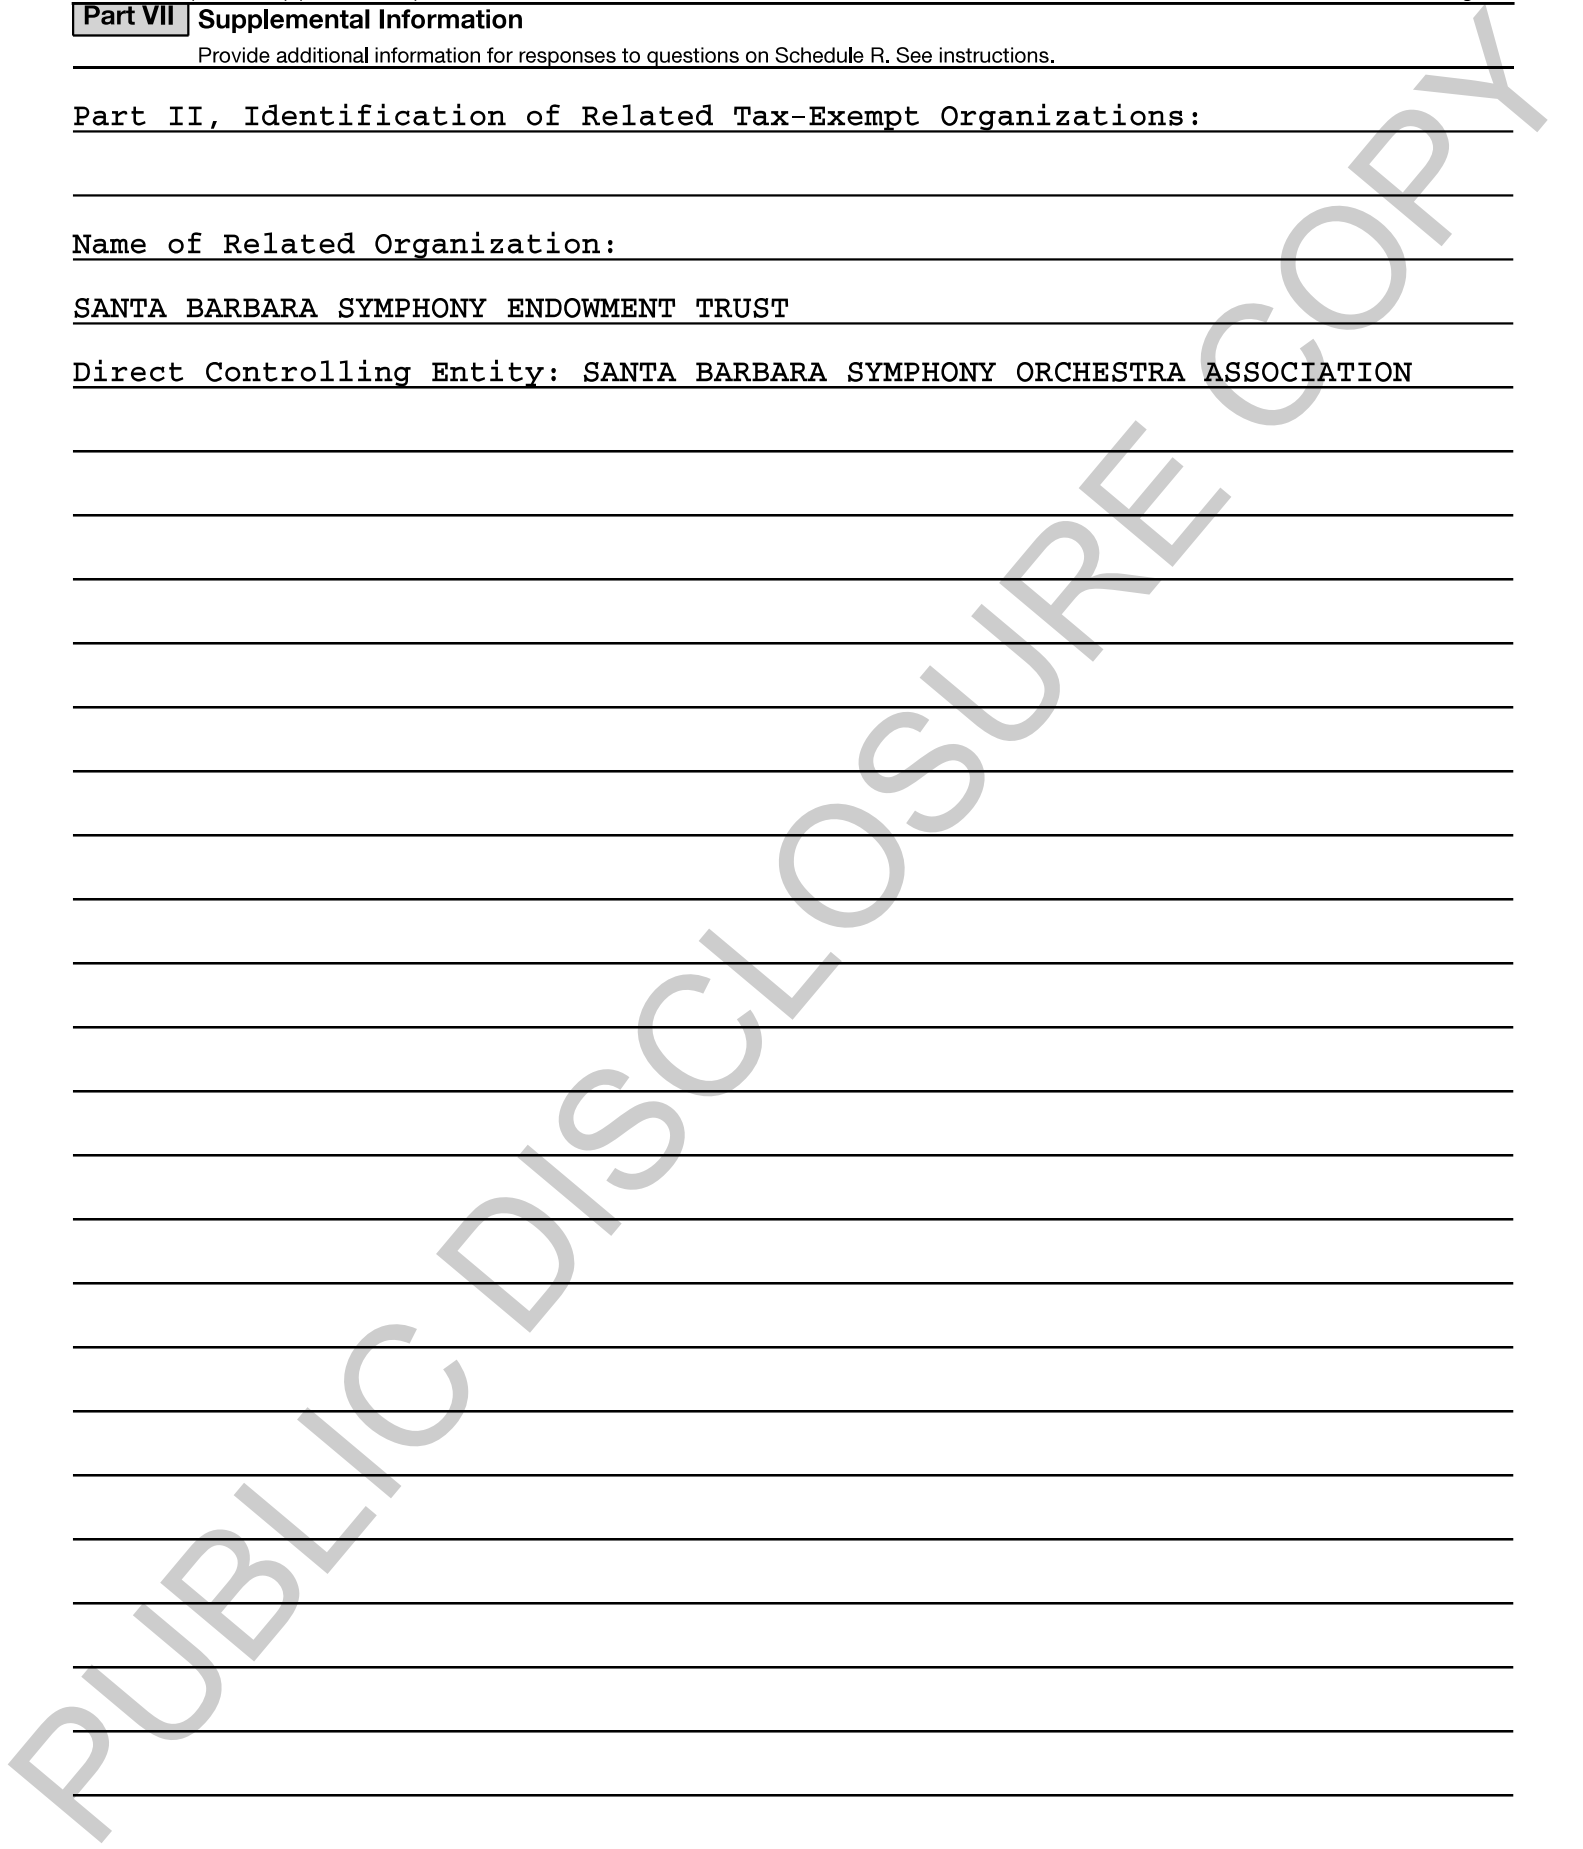 Part VII Supplemental Information
Provide additional information for responses to questions on Schedule R. See instructions.
Part II, Identification of Related Tax-Exempt Organizations:
Name of Related Organization:
SANTA BARBARA SYMPHONY ENDOWMENT TRUST
Direct Controlling Entity: SANTA BARBARA SYMPHONY ORCHESTRA ASSOCIATION
PUBLIC DISCLOSURE COPY